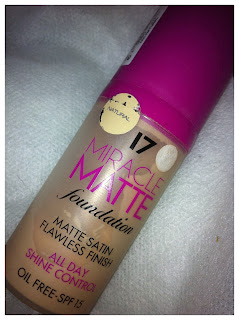 NATURAL
17
MIRACLE
MATTE
foundation
MATTE SATIN
FLAWLESS FINISH
ALL DAY
SHINE CONTROL
OIL FREE-SPF 15